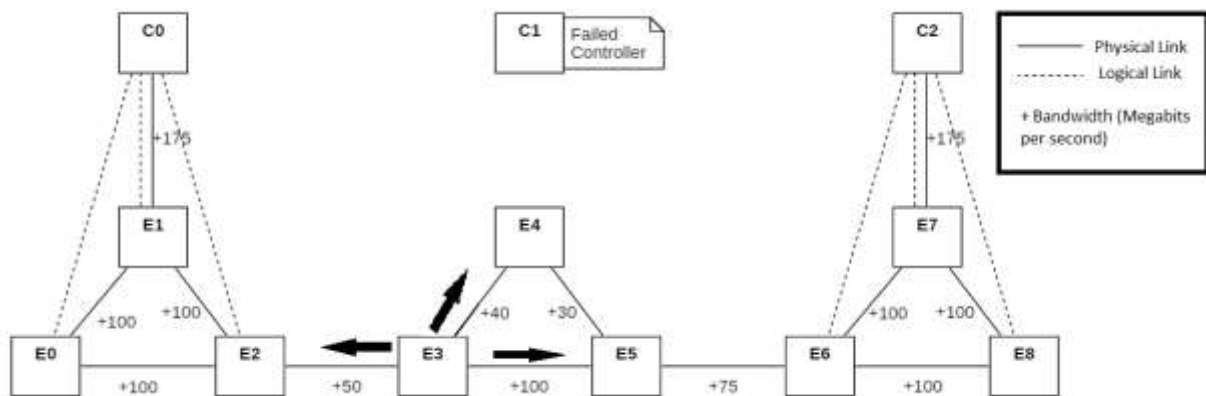 C0
C1
Failed
Controller
C2
Physical Link
Logical Link
+ Bandwidth (Megabits
per second)
+175
+175
E1
E4
E7
+100
+100
+40
+30
+100
+100
E0
E2
E3
E5
E6
E8
+100
+50
+100
+75
+100